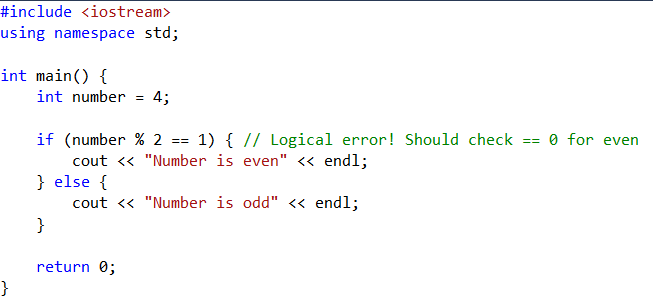 #include <iostream>
using namespace std;
int main() {
    int number = 4;
    if (number % 2 == 1) { // Logical error! Should check == 0 for even
        cout << "Number is even" << endl;
    } else {
        cout << "Number is odd" << endl;
    }
    return 0;
}